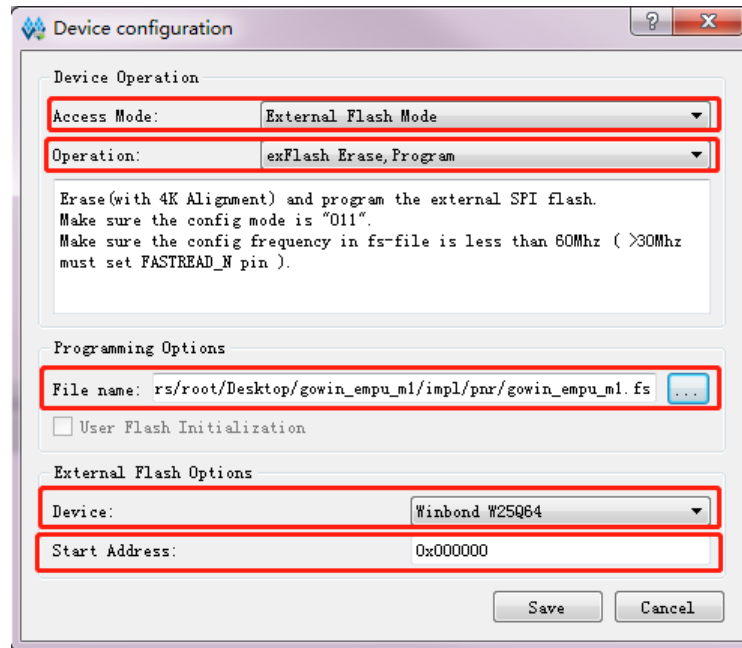 Device configuration
Device Operation
Access Mode: External Flash Mode
Operation: exFlash Erase,Program
Erase(with 4K Alignment) and program the external SPI flash.
Make sure the config mode is "011".
Make sure the config frequency in fs-file is less than 60Mhz ( >30Mhz
must set FASTREAD_N pin ).
Programming Options
File name: rs/root/Desktop/gowin_empu_m1/impl/pnr/gowin_empu_m1.fs ...
User Flash Initialization
External Flash Options
Device: Winbond W25Q64
Start Address: 0x000000
Save Cancel